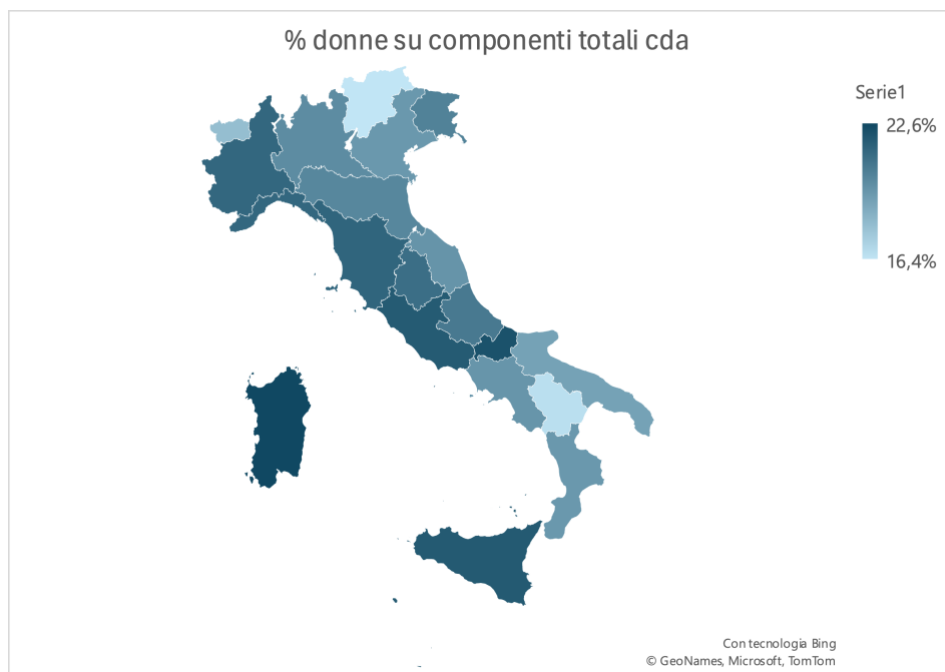 % donne su componenti totali cda
Serie1
22,6%
16,4%
Con tecnologia Bing
© GeoNames, Microsoft, TomTom